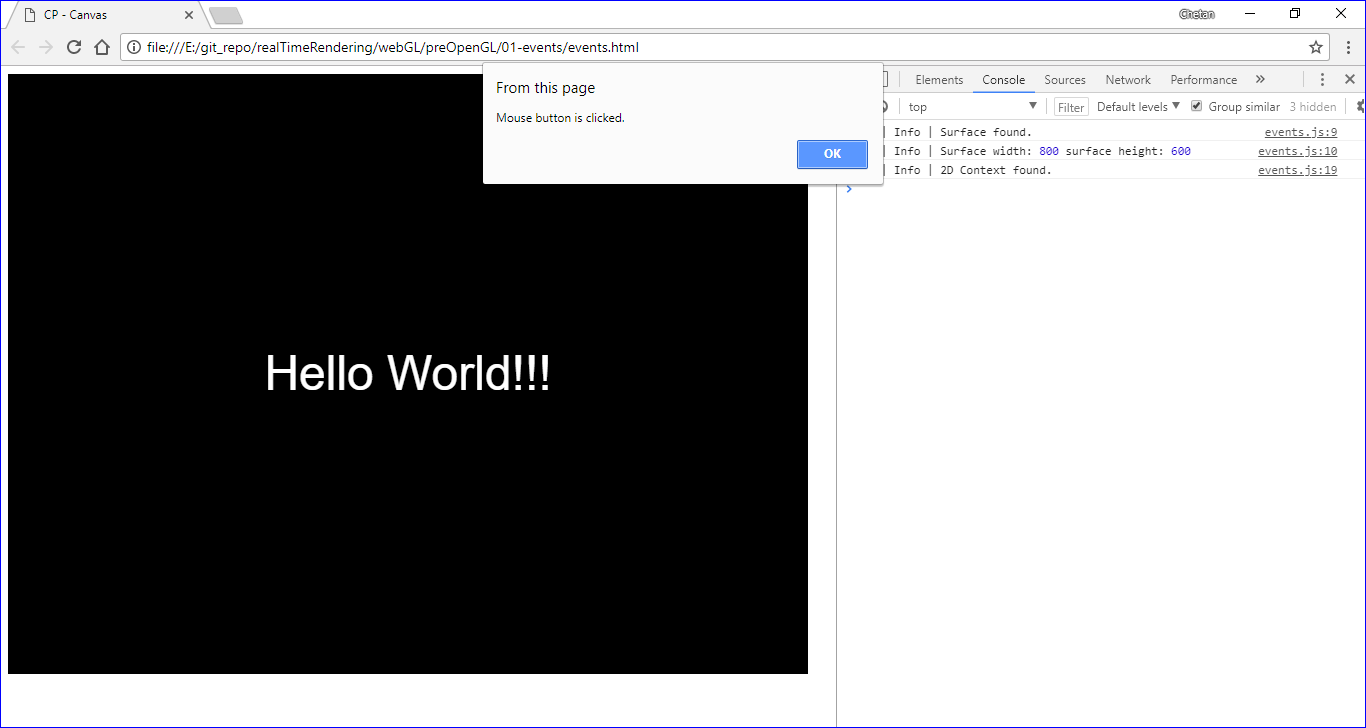 CP - Canvas
Chetan
file:///E:/git_repo/realTimeRendering/webGL/preOpenGL/01-events/events.html
From this page
Mouse button is clicked.
OK
Hello World!!!
Elements Console Sources Network Performance »
top Filter Default levels Group similar 3 hidden
| Info | Surface found. events.js:9
| Info | Surface width: 800 surface height: 600 events.js:10
| Info | 2D Context found. events.js:19